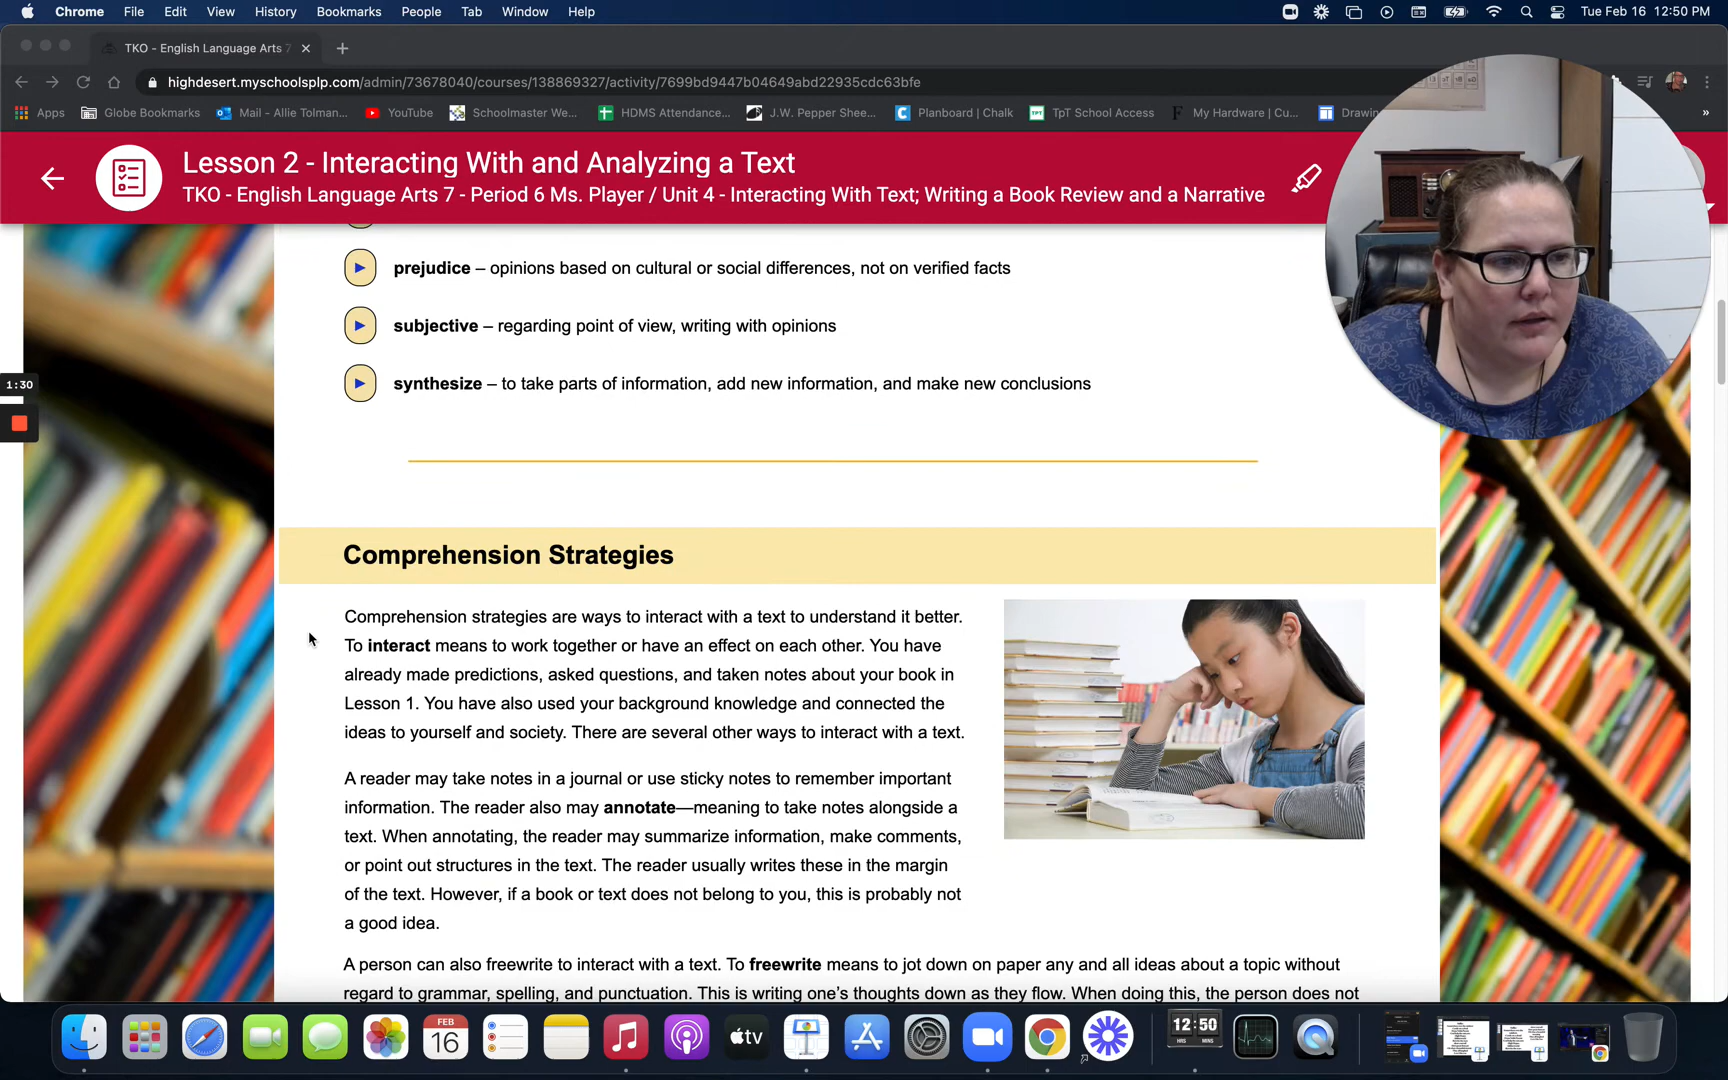 Chrome File Edit View History Bookmarks People Tab Window Help Tue Feb 16 12:50 PM
TKO - English Language Arts 7
highdesert.myschoolsplp.com/admin/73678040/courses/138869327/activity/7699bd9447b04649abd22935cdc63bfe
Apps Globe Bookmarks Mail - Allie Tolman... YouTube Schoolmaster We... HDMS Attendance... J.W. Pepper Shee... Planboard | Chalk TpT School Access My Hardware | Cu... Drawin
Lesson 2 - Interacting With and Analyzing a Text
TKO - English Language Arts 7 - Period 6 Ms. Player / Unit 4 - Interacting With Text; Writing a Book Review and a Narrative
prejudice – opinions based on cultural or social differences, not on verified facts
subjective – regarding point of view, writing with opinions
1:30
synthesize – to take parts of information, add new information, and make new conclusions
Comprehension Strategies
Comprehension strategies are ways to interact with a text to understand it better.
To interact means to work together or have an effect on each other. You have
already made predictions, asked questions, and taken notes about your book in
Lesson 1. You have also used your background knowledge and connected the
ideas to yourself and society. There are several other ways to interact with a text.
A reader may take notes in a journal or use sticky notes to remember important
information. The reader also may annotate—meaning to take notes alongside a
text. When annotating, the reader may summarize information, make comments,
or point out structures in the text. The reader usually writes these in the margin
of the text. However, if a book or text does not belong to you, this is probably not
a good idea.
A person can also freewrite to interact with a text. To freewrite means to jot down on paper any and all ideas about a topic without
regard to grammar, spelling, and punctuation. This is writing one's thoughts down as they flow. When doing this, the person does not
FEB
16
tv
12:50
HRS MINS